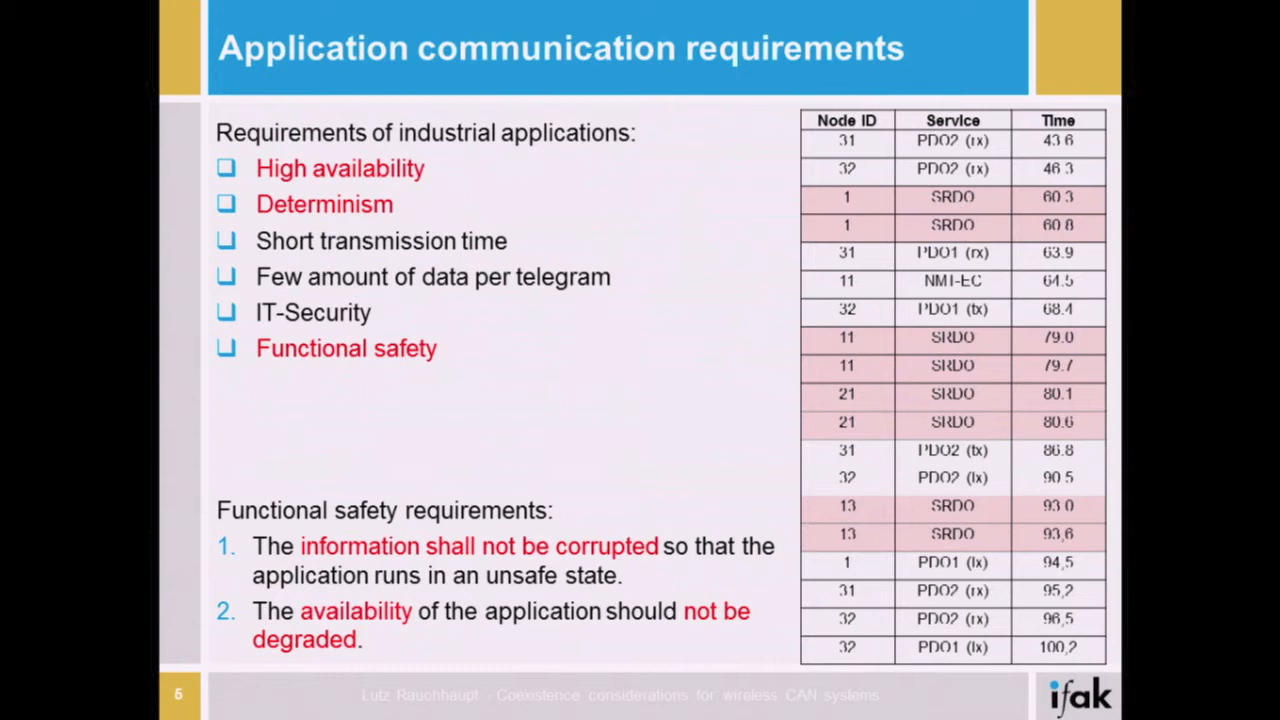 Application communication requirements
Requirements of industrial applications:
High availability
Determinism
Short transmission time
Few amount of data per telegram
IT-Security
Functional safety
Functional safety requirements:
1. The information shall not be corrupted so that the
application runs in an unsafe state.
2. The availability of the application should not be
degraded.
Node ID Service Time
31 PDO2 (rx) 43.6
32 PDO2 (rx) 46.3
1 SRDO 60.3
1 SRDO 60.8
31 PDO1 (rx) 63.9
11 NMT-EC 64.5
32 PDO1 (tx) 68.4
11 SRDO 79.0
11 SRDO 79.7
21 SRDO 80.1
21 SRDO 80.6
31 PDO2 (tx) 86.8
32 PDO2 (tx) 90.5
13 SRDO 93.0
13 SRDO 93,6
1 PDO1 (tx) 94,5
31 PDO2 (rx) 95,2
32 PDO2 (rx) 96,5
32 PDO1 (tx) 100,2
5 Lutz Rauchhaupt - Coexistence considerations for wireless CAN systems
ifak